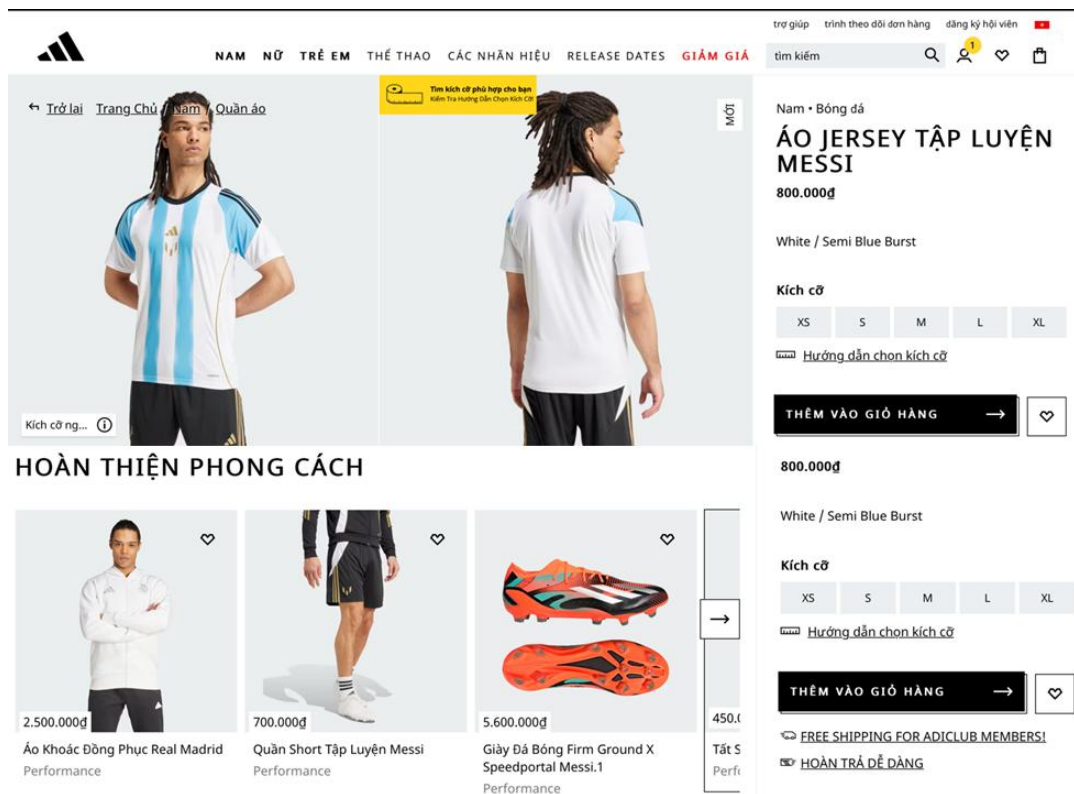 trợ giúp trình theo dõi đơn hàng đăng ký hội viên
NAM NỮ TRẺ EM THỂ THAO CÁC NHÃN HIỆU RELEASE DATES GIẢM GIÁ
tìm kiếm
1
Trở lại Trang Chủ / Nam / Quần áo
Tìm kích cỡ phù hợp cho bạn
Kiểm Tra Hướng Dẫn Chọn Kích Cỡ
MỚI
Kích cỡ ng...
Nam • Bóng đá
ÁO JERSEY TẬP LUYỆN
MESSI
800.000₫
White / Semi Blue Burst
Kích cỡ
XS S M L XL
Hướng dẫn chọn kích cỡ
THÊM VÀO GIỎ HÀNG
HOÀN THIỆN PHONG CÁCH
2.500.000₫
Áo Khoác Đồng Phục Real Madrid
Performance
700.000₫
Quần Short Tập Luyện Messi
Performance
5.600.000₫
Giày Đá Bóng Firm Ground X
Speedportal Messi.1
Performance
450.0
Tất S
Perfo
800.000₫
White / Semi Blue Burst
Kích cỡ
XS S M L XL
Hướng dẫn chọn kích cỡ
THÊM VÀO GIỎ HÀNG
FREE SHIPPING FOR ADICLUB MEMBERS!
HOÀN TRẢ DỄ DÀNG